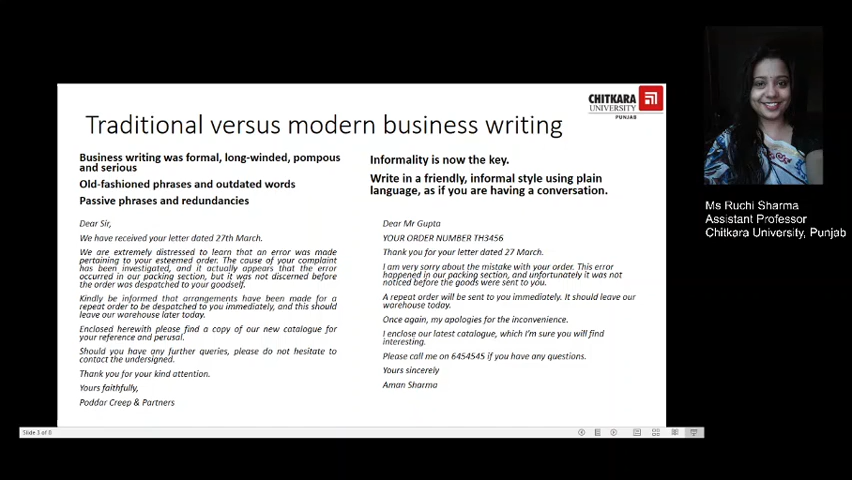 CHITKARA
UNIVERSITY
PUNJAB
Traditional versus modern business writing
Business writing was formal, long-winded, pompous
and serious
Old-fashioned phrases and outdated words
Passive phrases and redundancies
Dear Sir,
We have received your letter dated 27th March.
We are extremely distressed to learn that an error was made
pertaining to your esteemed order. The cause of your complaint
has been investigated, and it actually appears that the error
occurred in our packing section, but it was not discerned before
the order was despatched to your goodself.
Kindly be informed that arrangements have been made for a
repeat order to be despatched to you immediately, and this should
leave our warehouse later today.
Enclosed herewith please find a copy of our new catalogue for
your reference and perusal.
Should you have any further queries, please do not hesitate to
contact the undersigned.
Thank you for your kind attention.
Yours faithfully,
Poddar Creep & Partners
Informality is now the key.
Write in a friendly, informal style using plain
language, as if you are having a conversation.
Dear Mr Gupta
YOUR ORDER NUMBER TH3456
Thank you for your letter dated 27 March.
I am very sorry about the mistake with your order. This error
happened in our packing section, and unfortunately it was not
noticed before the goods were sent to you.
A repeat order will be sent to you immediately. It should leave our
warehouse today.
Once again, my apologies for the inconvenience.
I enclose our latest catalogue, which I'm sure you will find
interesting.
Please call me on 6454545 if you have any questions.
Yours sincerely
Aman Sharma
Ms Ruchi Sharma
Assistant Professor
Chitkara University, Punjab
Slide 3 of 8